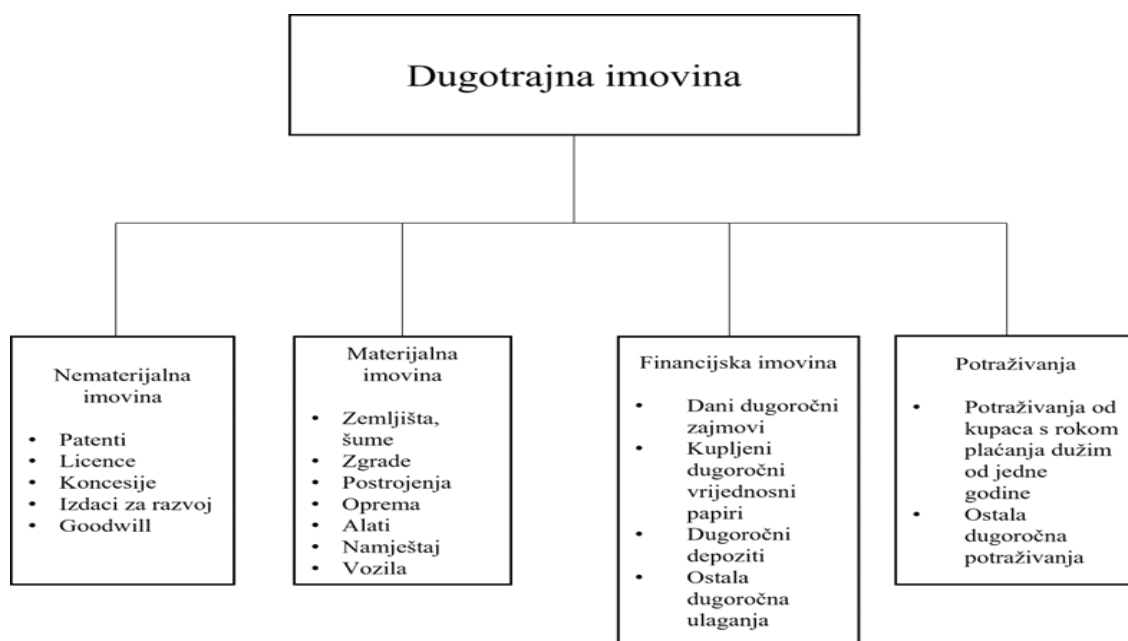 Dugotrajna imovina
Nematerijalna
imovina
• Patenti
• Licence
• Koncesije
• Izdaci za razvoj
• Goodwill
Materijalna
imovina
• Zemljišta,
šume
• Zgrade
• Postrojenja
• Oprema
• Alati
• Namještaj
• Vozila
Financijska imovina
• Dani dugoročni
zajmovi
• Kupljeni
dugoročni
vrijednosni
papiri
• Dugoročni
depoziti
• Ostala
dugoročna
ulaganja
Potraživanja
• Potraživanja od
kupaca s rokom
plaćanja dužim
od jedne
godine
• Ostala
dugoročna
potraživanja